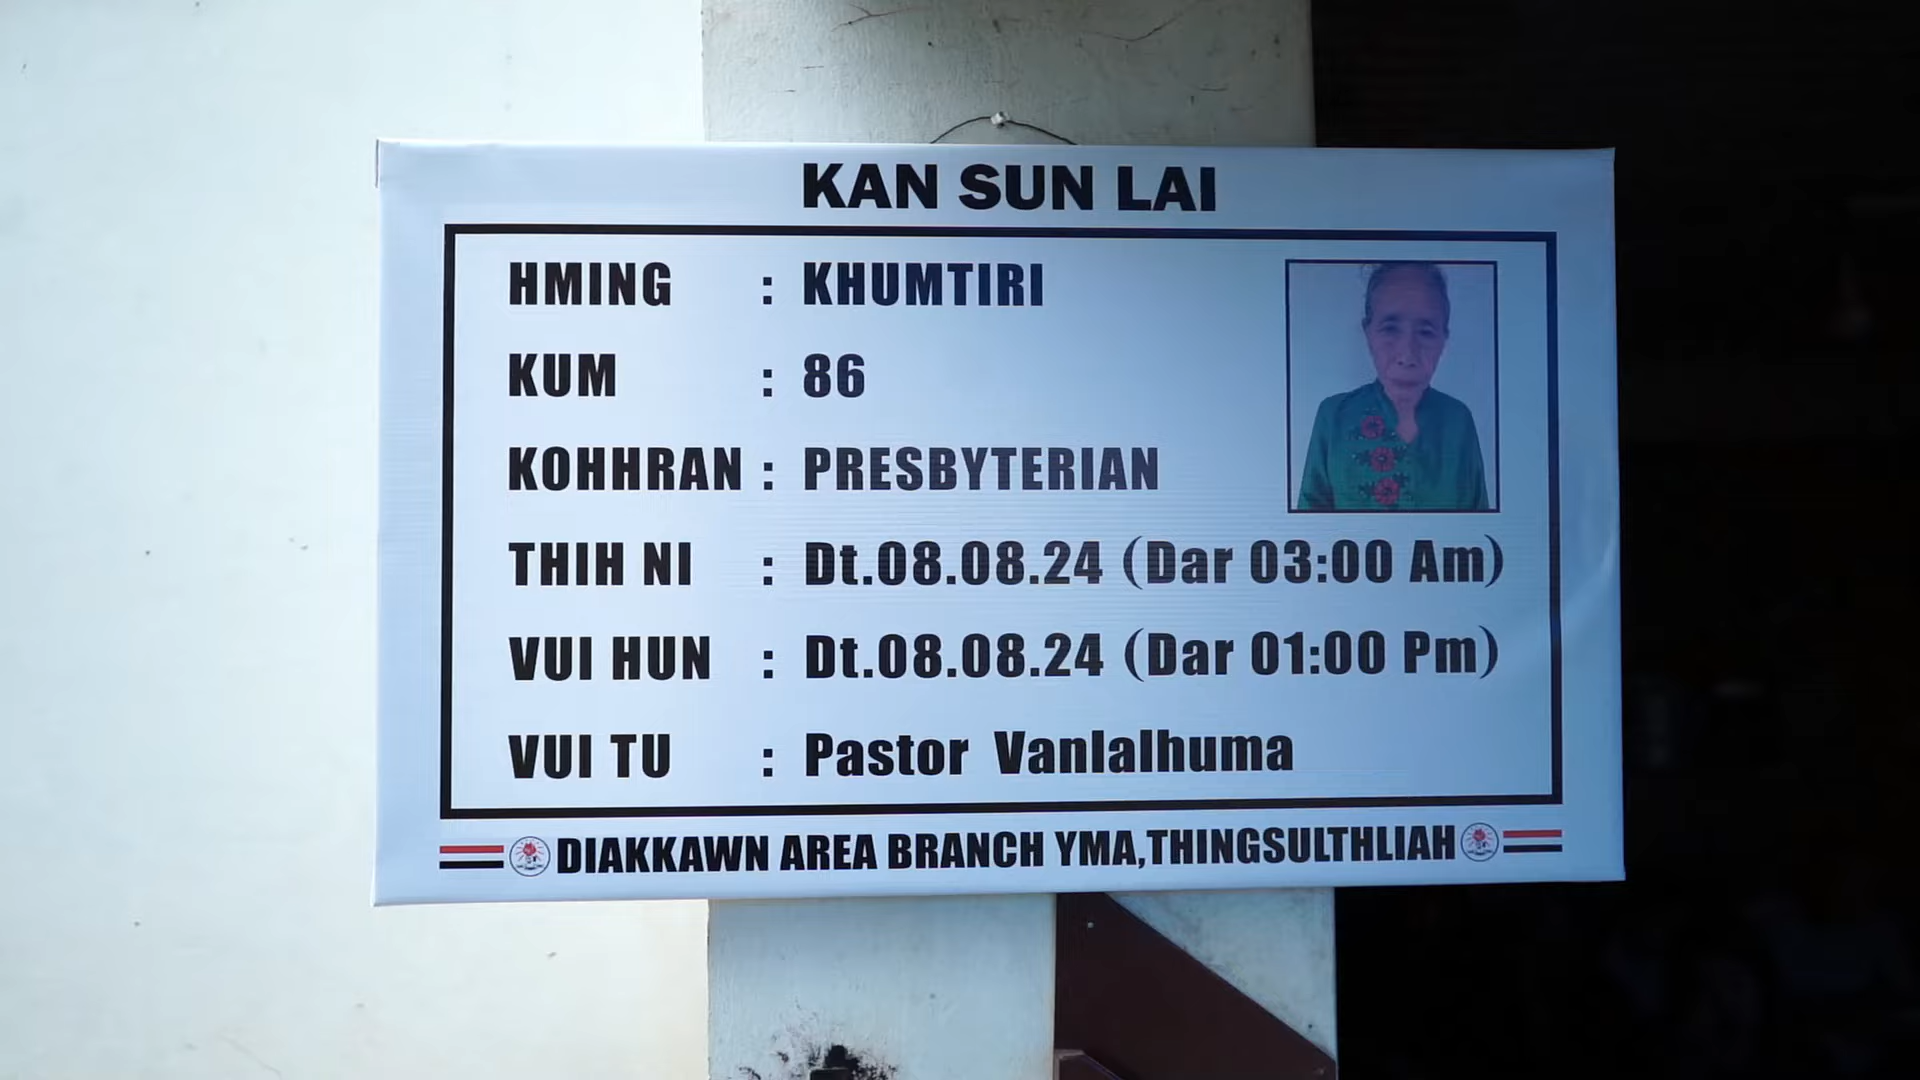 KAN SUN LAI
HMING : KHUMTIRI
KUM : 86
KOHHRAN : PRESBYTERIAN
THIH NI : Dt.08.08.24 (Dar 03:00 Am)
VUI HUN : Dt.08.08.24 (Dar 01:00 Pm)
VUI TU : Pastor Vanlalhuma
DIAKKAWN AREA BRANCH YMA,THINGSULTHLIAH